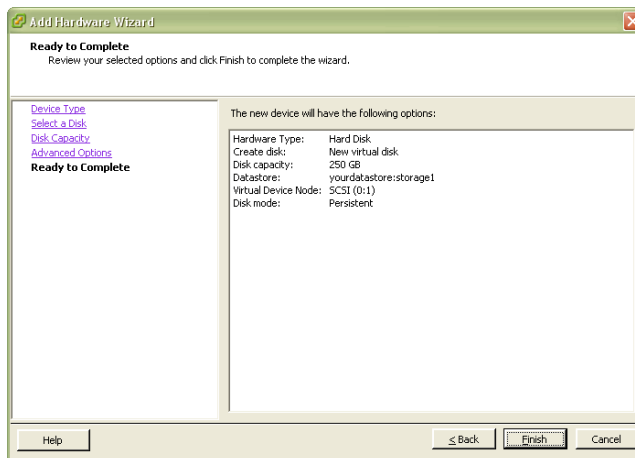 Add Hardware Wizard
Ready to Complete
Review your selected options and click Finish to complete the wizard.
Device Type
Select a Disk
Disk Capacity
Advanced Options
Ready to Complete
The new device will have the following options:
Hardware Type: Hard Disk
Create disk: New virtual disk
Disk capacity: 250 GB
Datastore: yourdatastore:storage1
Virtual Device Node: SCSI (0:1)
Disk mode: Persistent
Help
< Back
Finish
Cancel